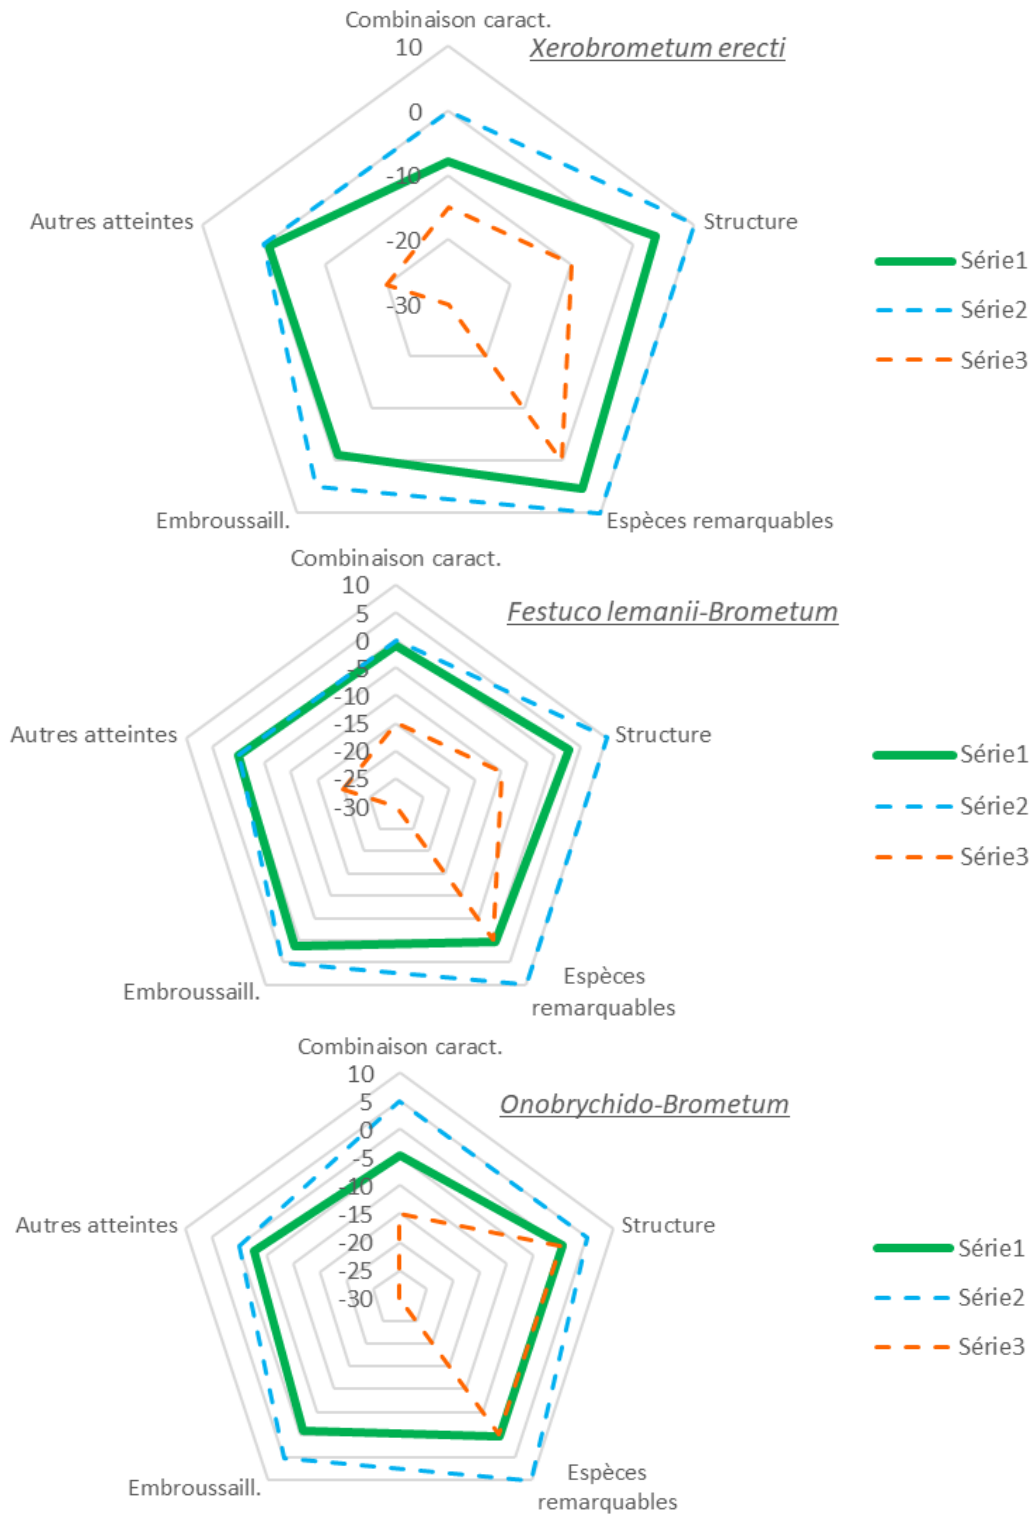 Combinaison caract.
Xerobrometum erecti
10
0
-10
-20
-30
Autres atteintes
Structure
Embroussaill.
Espèces remarquables
Série1
Série2
Série3
Combinaison caract.
Festuco lemanii-Brometum
10
5
0
-5
-10
-15
-20
-25
-30
Autres atteintes
Structure
Embroussaill.
Espèces
remarquables
Série1
Série2
Série3
Combinaison caract.
Onobrychido-Brometum
10
5
0
-5
-10
-15
-20
-25
-30
Autres atteintes
Structure
Embroussaill.
Espèces
remarquables
Série1
Série2
Série3